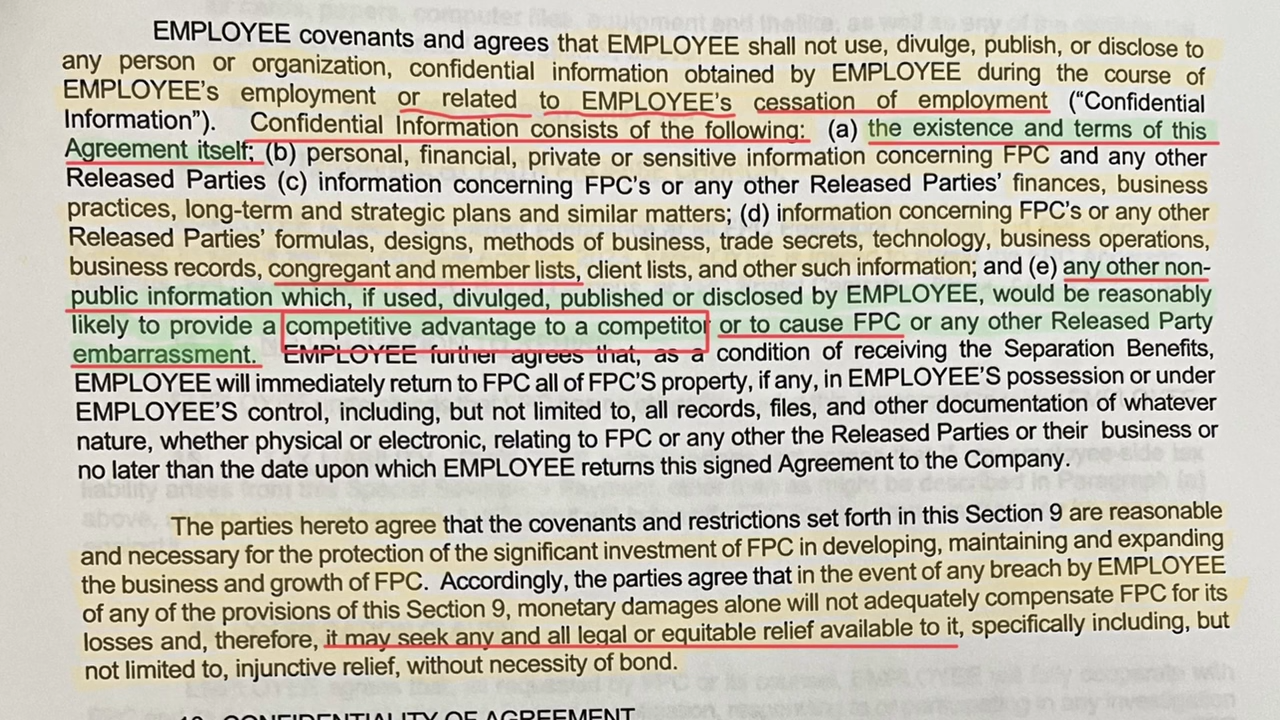 EMPLOYEE covenants and agrees that EMPLOYEE shall not use, divulge, publish, or disclose to
any person or organization, confidential information obtained by EMPLOYEE during the course of
EMPLOYEE's employment or related to EMPLOYEE's cessation of employment ("Confidential
Information"). Confidential Information consists of the following: (a) the existence and terms of this
Agreement itself; (b) personal, financial, private or sensitive information concerning FPC and any other
Released Parties (c) information concerning FPC's or any other Released Parties' finances, business
practices, long-term and strategic plans and similar matters; (d) information concerning FPC's or any other
Released Parties' formulas, designs, methods of business, trade secrets, technology, business operations,
business records, congregant and member lists, client lists, and other such information; and (e) any other non-
public information which, if used, divulged, published or disclosed by EMPLOYEE, would be reasonably
likely to provide a competitive advantage to a competitor or to cause FPC or any other Released Party
embarrassment. EMPLOYEE further agrees that, as a condition of receiving the Separation Benefits,
EMPLOYEE will immediately return to FPC all of FPC'S property, if any, in EMPLOYEE'S possession or under
EMPLOYEE'S control, including, but not limited to, all records, files, and other documentation of whatever
nature, whether physical or electronic, relating to FPC or any other the Released Parties or their business or
no later than the date upon which EMPLOYEE returns this signed Agreement to the Company.
The parties hereto agree that the covenants and restrictions set forth in this Section 9 are reasonable
and necessary for the protection of the significant investment of FPC in developing, maintaining and expanding
the business and growth of FPC. Accordingly, the parties agree that in the event of any breach by EMPLOYEE
of any of the provisions of this Section 9, monetary damages alone will not adequately compensate FPC for its
losses and, therefore, it may seek any and all legal or equitable relief available to it, specifically including, but
not limited to, injunctive relief, without necessity of bond.
10. CONFIDENTIALITY OF AGREEMENT